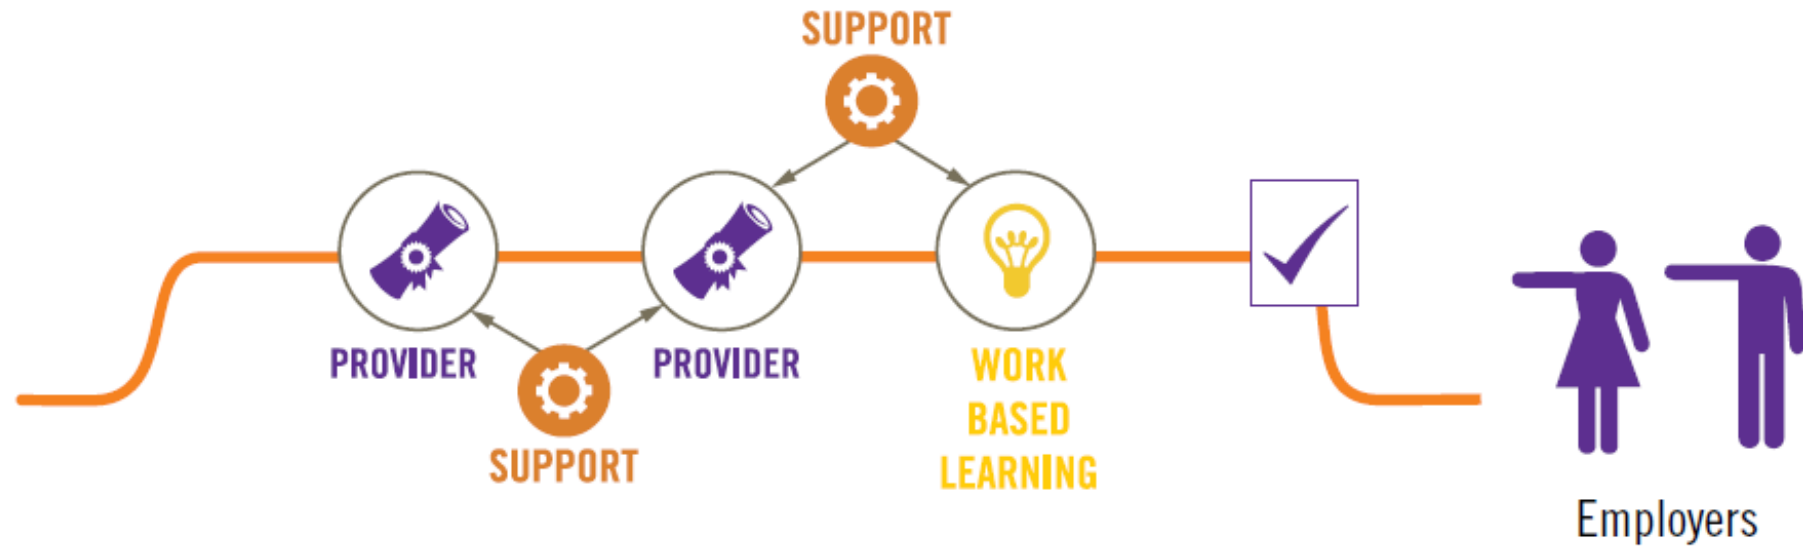 SUPPORT
PROVIDER
PROVIDER
WORK
BASED
LEARNING
SUPPORT
Employers